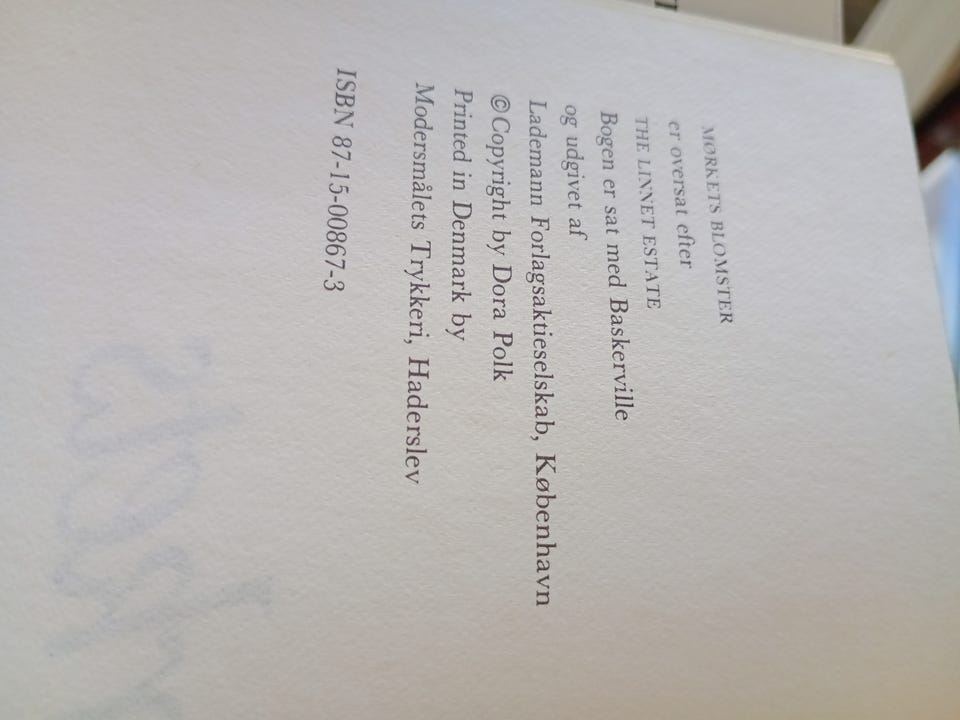 MØRKETS BLOMSTER
er oversat efter
THE LINNET ESTATE
Bogen er sat med Baskerville
og udgivet af
Lademann Forlagsaktieselskab, København
©Copyright by Dora Polk
Printed in Denmark by
Modersmålets Trykkeri, Haderslev
ISBN 87-15-00867-3